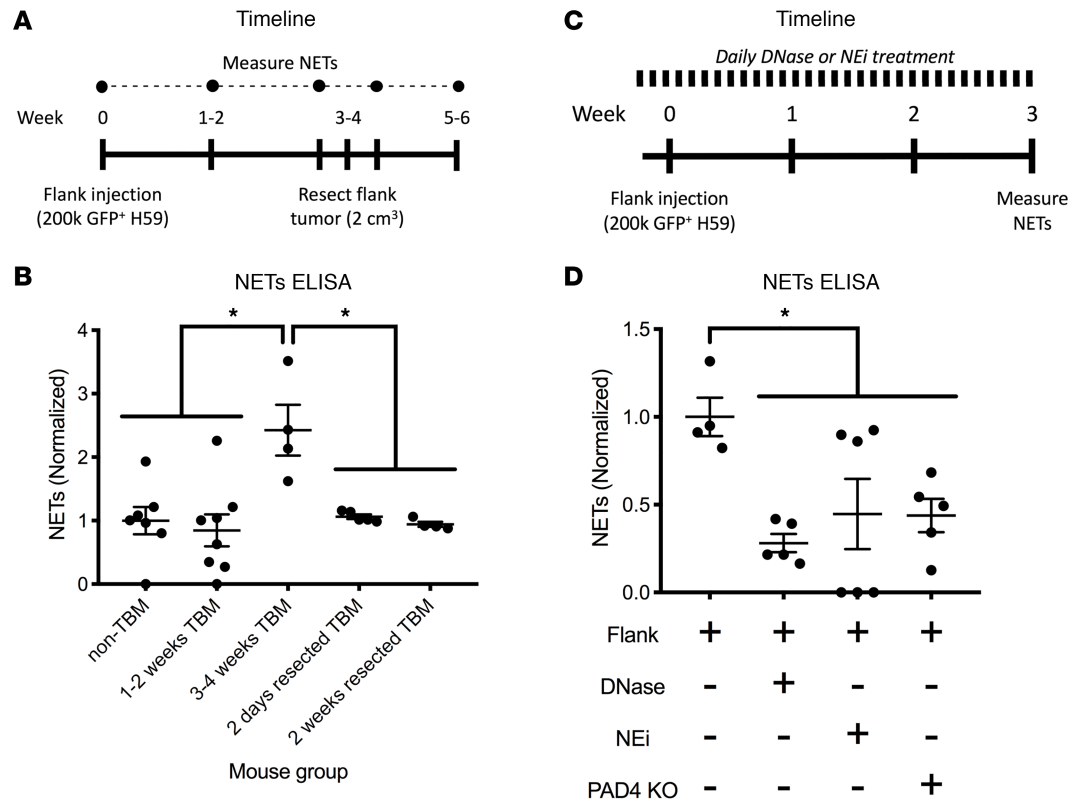 A
Timeline
Measure NETs
Week 0 1-2 3-4 5-6
Flank injection
(200k GFP⁺ H59)
Resect flank
tumor (2 cm³)
B
NETs ELISA
* *
NETs (Normalized)
4
3
2
1
0
non-TBM
1-2 weeks TBM
3-4 weeks TBM
2 days resected TBM
2 weeks resected TBM
Mouse group
C
Timeline
Daily DNase or NEi treatment
Week 0 1 2 3
Flank injection
(200k GFP⁺ H59)
Measure
NETs
D
NETs ELISA
*
NETs (Normalized)
1.5
1.0
0.5
0.0
Flank + + + +
DNase - + - -
NEi - - + -
PAD4 KO - - - +